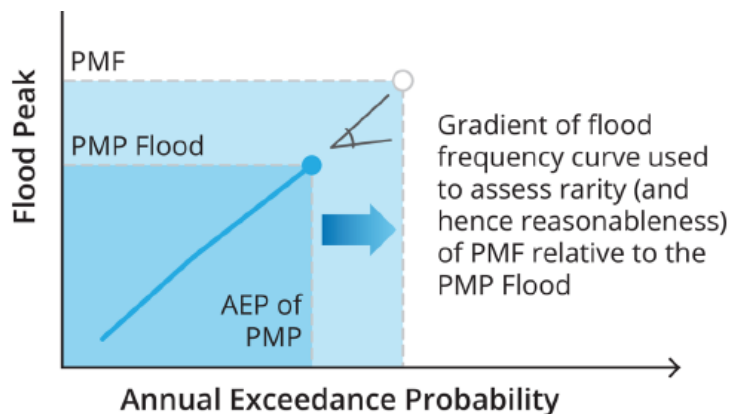 PMF
PMP Flood
Flood Peak
AEP of
PMP
Gradient of flood
frequency curve used
to assess rarity (and
hence reasonableness)
of PMF relative to the
PMP Flood
Annual Exceedance Probability